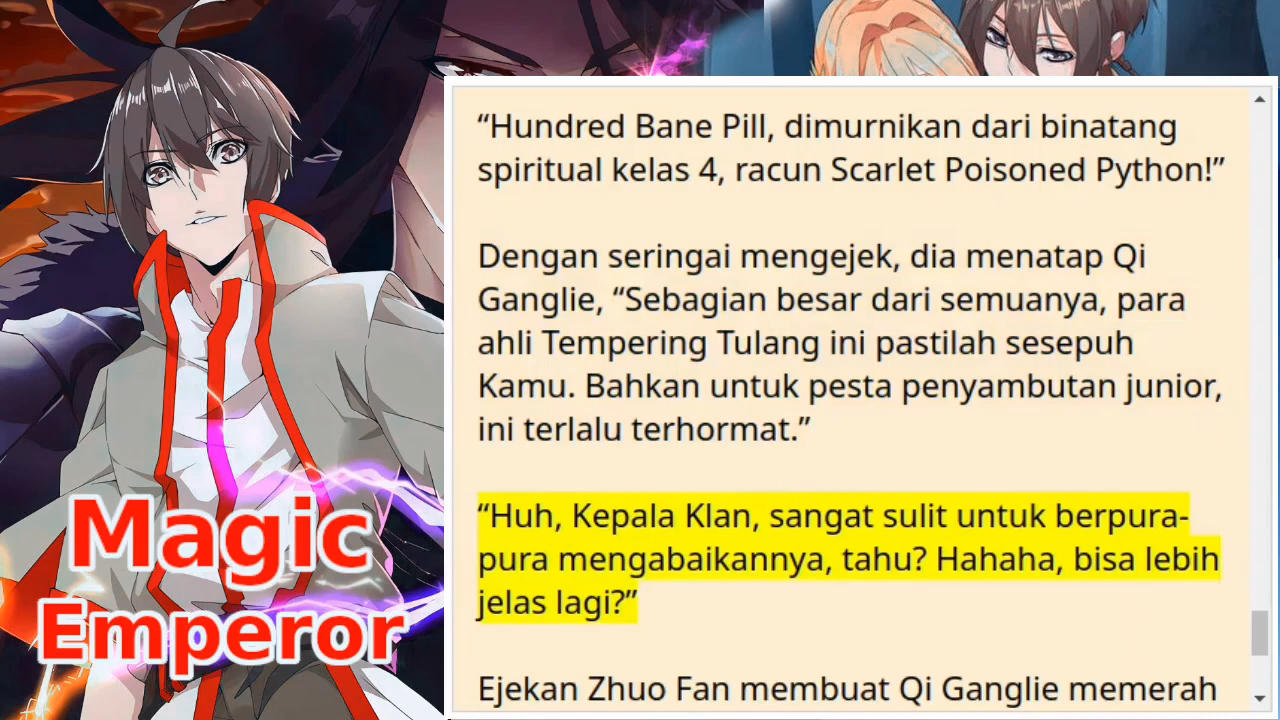 Magic
Emperor
“Hundred Bane Pill, dimurnikan dari binatang
spiritual kelas 4, racun Scarlet Poisoned Python!”
Dengan seringai mengejek, dia menatap Qi
Ganglie, “Sebagian besar dari semuanya, para
ahli Tempering Tulang ini pastilah sesepuh
Kamu. Bahkan untuk pesta penyambutan junior,
ini terlalu terhormat.”
“Huh, Kepala Klan, sangat sulit untuk berpura-
pura mengabaikannya, tahu? Hahaha, bisa lebih
jelas lagi?”
Ejekan Zhuo Fan membuat Qi Ganglie memerah